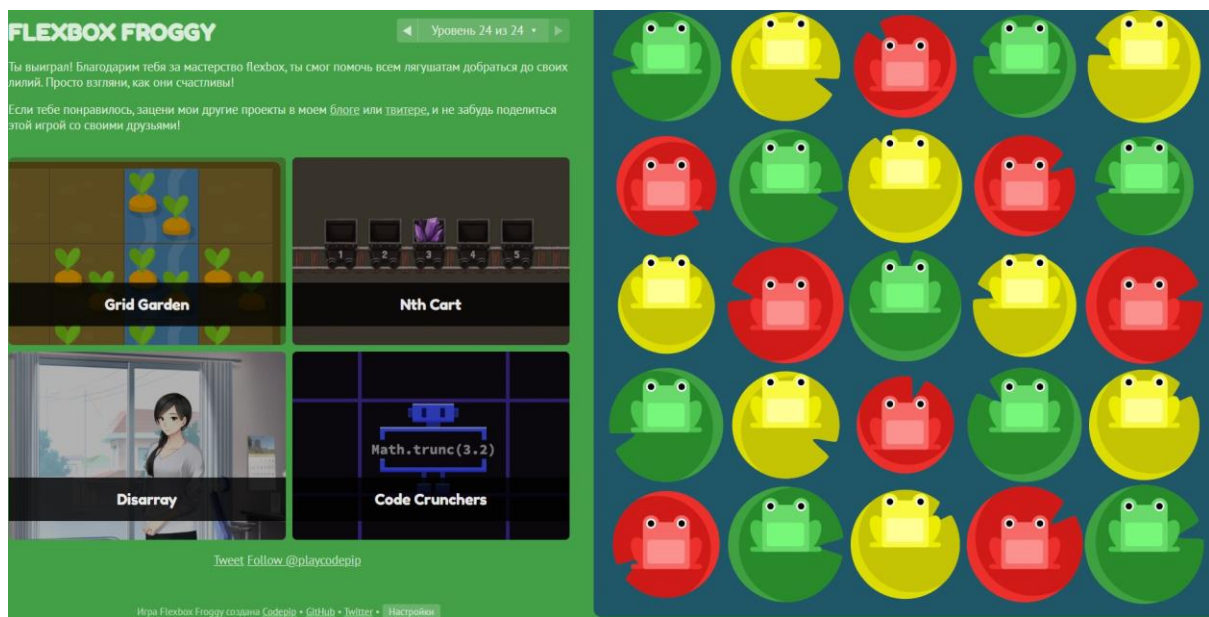 FLEXBOX FROGGY
◀ Уровень 24 из 24 ▾ ▶
Ты выиграл! Благодарим тебя за мастерство flexbox, ты смог помочь всем лягушатам добраться до своих
лилий. Просто взгляни, как они счастливы!
Если тебе понравилось, зацени мои другие проекты в моем блоге или твитере, и не забудь поделиться
этой игрой со своими друзьями!
1 2 3 4 5
Grid Garden
Nth Cart
Math.trunc(3.2)
Disarray
Code Crunchers
Tweet Follow @playcodepip
Игра Flexbox Froggy создана Codepip • GitHub • Twitter • Настройки